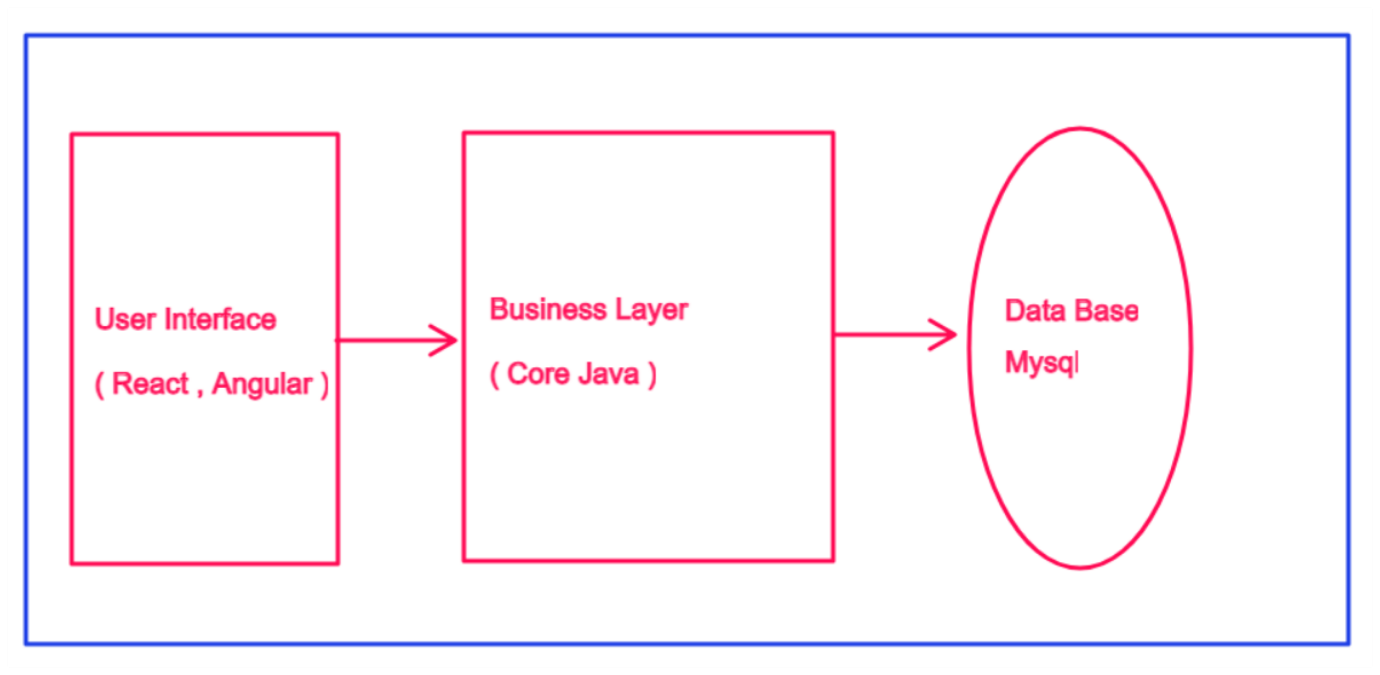 User Interface
( React , Angular )
Business Layer
( Core Java )
Data Base
Mysql